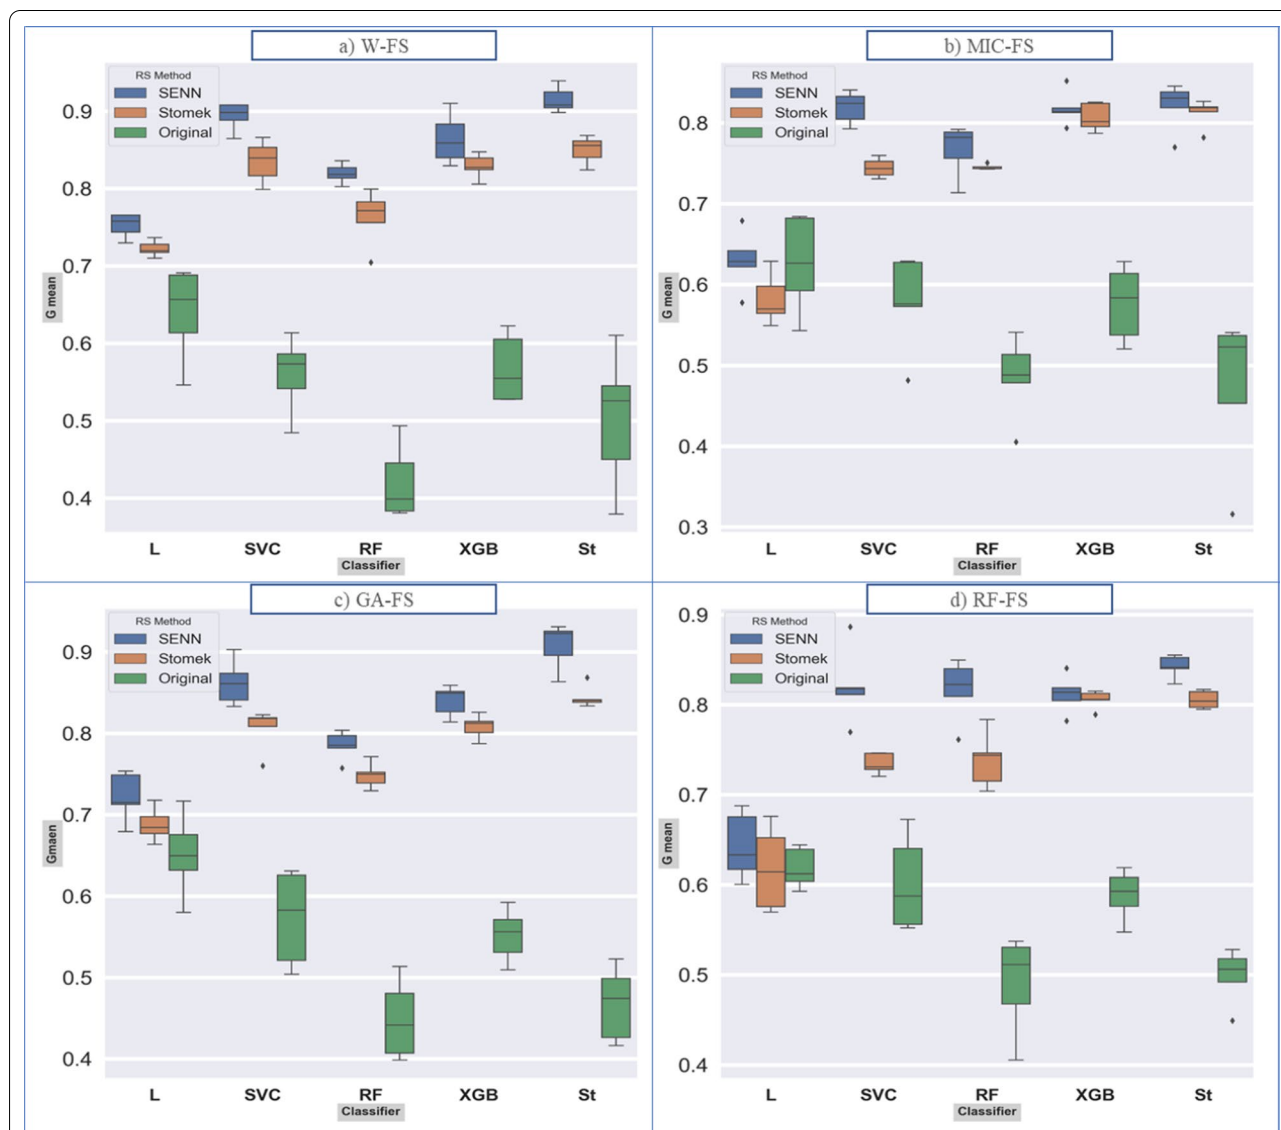 a) W-FS
RS Method
SENN
Stomek
Original
0.9
0.8
0.7
0.6
0.5
0.4
G mean
L SVC RF XGB St
Classifier
b) MIC-FS
RS Method
SENN
Stomek
Original
0.8
0.7
0.6
0.5
0.4
0.3
G mean
L SVC RF XGB St
Classifier
c) GA-FS
RS Method
SENN
Stomek
Original
0.9
0.8
0.7
0.6
0.5
0.4
Gmaen
L SVC RF XGB St
Classifier
d) RF-FS
RS Method
SENN
Stomek
Original
0.9
0.8
0.7
0.6
0.5
0.4
G mean
L SVC RF XGB St
Classifier